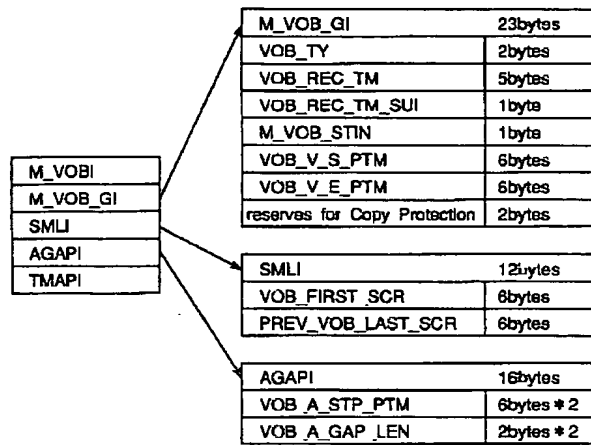 M_VOB_GI 23bytes
VOB_TY 2bytes
VOB_REC_TM 5bytes
VOB_REC_TM_SUI 1byte
M_VOB_STIN 1byte
VOB_V_S_PTM 6bytes
VOB_V_E_PTM 6bytes
reserves for Copy Protection 2bytes
M_VOBI
M_VOB_GI
SMLI
AGAPI
TMAPI
SMLI 12bytes
VOB_FIRST_SCR 6bytes
PREV_VOB_LAST_SCR 6bytes
AGAPI 16bytes
VOB_A_STP_PTM 6bytes * 2
VOB_A_GAP_LEN 2bytes * 2